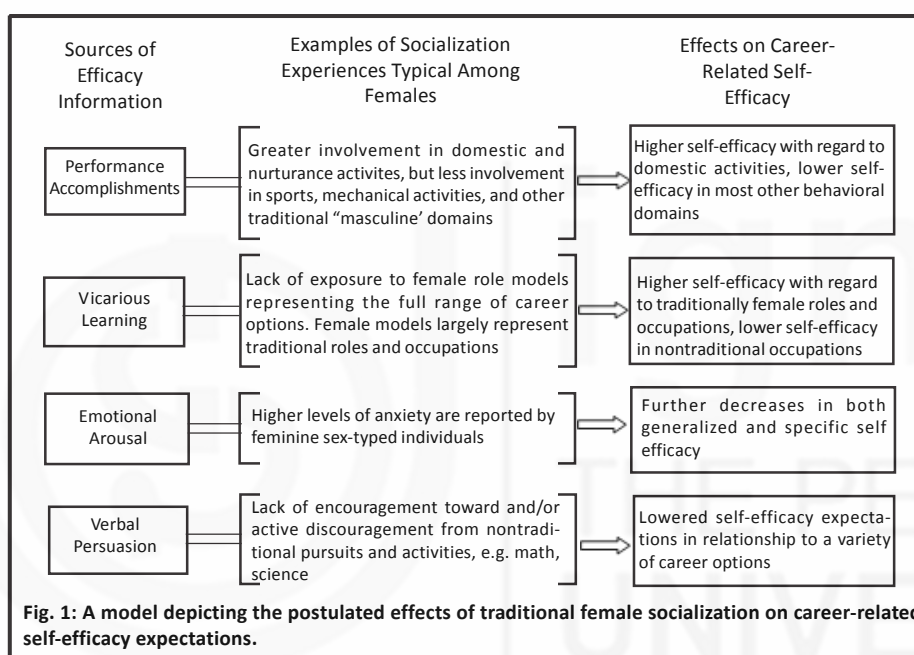 Sources of
Efficacy
Information
Examples of Socialization
Experiences Typical Among
Females
Effects on Career-
Related Self-
Efficacy
Performance
Accomplishments
Greater involvement in domestic and
nurturance activites, but less involvement
in sports, mechanical activities, and other
traditional “masculine’ domains
Higher self-efficacy with regard to
domestic activities, lower self-
efficacy in most other behavioral
domains
Vicarious
Learning
Lack of exposure to female role models
representing the full range of career
options. Female models largely represent
traditional roles and occupations
Higher self-efficacy with regard
to traditionally female roles and
occupations, lower self-efficacy
in nontraditional occupations
Emotional
Arousal
Higher levels of anxiety are reported by
feminine sex-typed individuals
Further decreases in both
generalized and specific self
efficacy
Verbal
Persuasion
Lack of encouragement toward and/or
active discouragement from nontradi-
tional pursuits and activities, e.g. math,
science
Lowered self-efficacy expecta-
tions in relationship to a variety
of career options
Fig. 1: A model depicting the postulated effects of traditional female socialization on career-related
self-efficacy expectations.